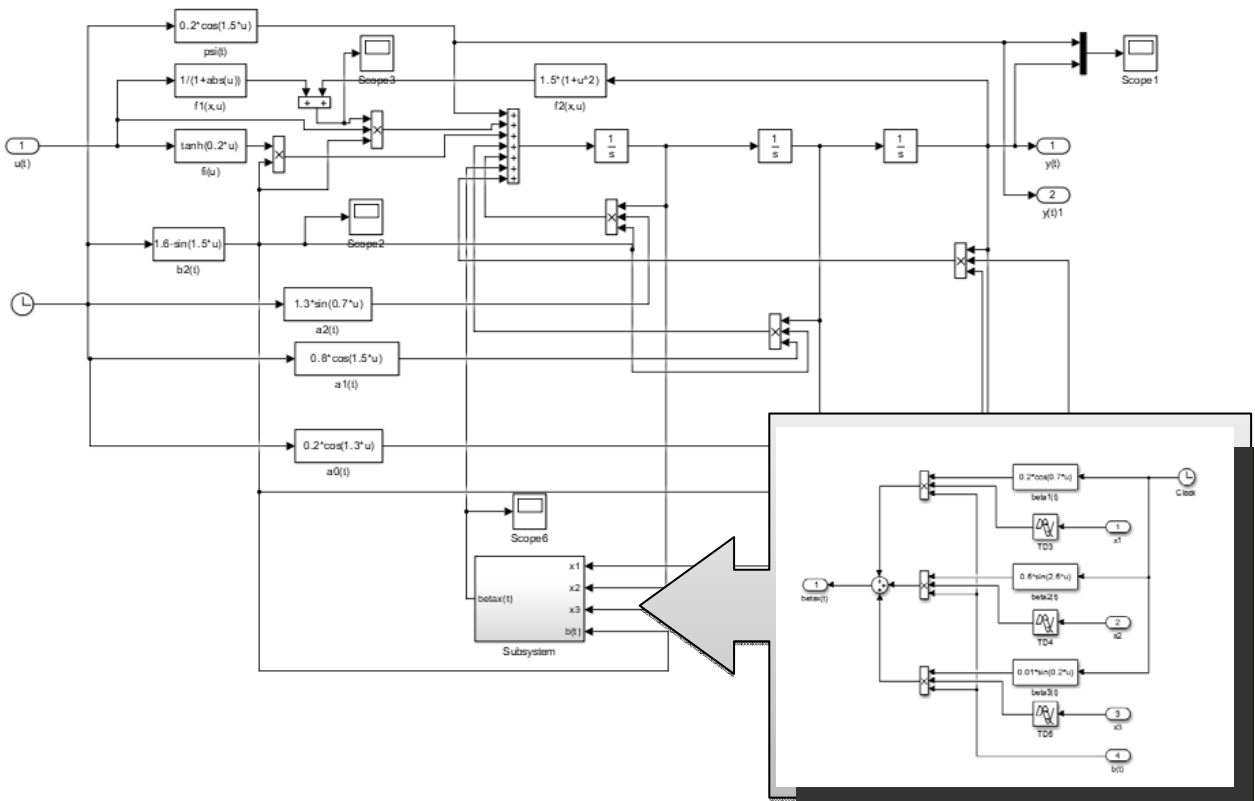 0.2*cos(1.5*u)
psi(t)
Scope3
Scope1
1/(1+abs(u))
f1(x,u)
+ +
1.5*(1+u^2)
f2(x,u)
1
u(t)
tanh(0.2*u)
fi(u)
×
×
+
+
+
+
+
+
+
1
s
1
s
1
s
1
y(t)
2
y(t)1
×
Scope2
1.6-sin(1.5*u)
b2(t)
×
1.3*sin(0.7*u)
a2(t)
×
0.8*cos(1.5*u)
a1(t)
0.2*cos(1.3*u)
a0(t)
Scope6
x1
x2
x3
b(t)
betax(t)
Subsystem
×
0.2*cos(0.7*u)
beta1(t)
Clock
TD3
1
x1
1
betax(t)
×
0.5*sin(2.5*u)
beta2(t)
TD4
2
x2
×
0.01*sin(0.2*u)
beta3(t)
TD5
3
x3
4
b(t)